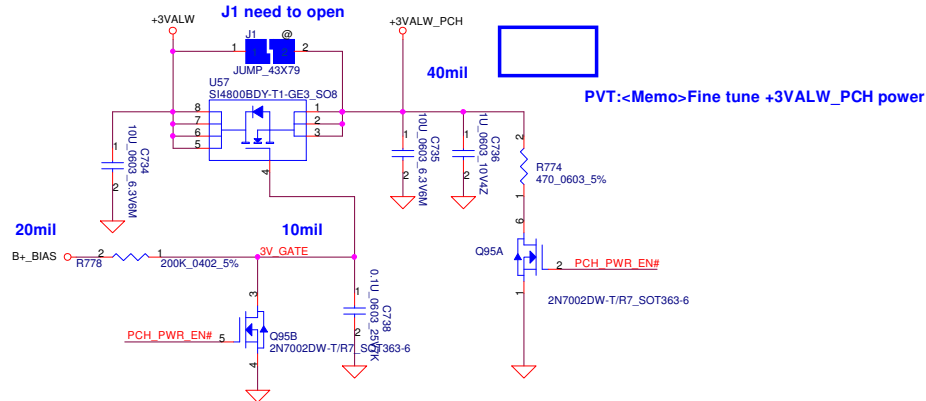 J1 need to open
+3VALW
+3VALW_PCH
J1
@
1
2
JUMP_43X79
40mil
U57
SI4800BDY-T1-GE3_SO8
PVT:<Memo>Fine tune +3VALW_PCH power
8
7
6
5
1
2
3
4
1
2
C734
10U_0603_6.3V6M
1
2
C735
10U_0603_6.3V6M
1
2
C736
1U_0603_10V4Z
2
R774
470_0603_5%
1
20mil
10mil
B+_BIAS
2
R778
1
200K_0402_5%
3V_GATE
6
Q95A
2
PCH_PWR_EN#
1
2N7002DW-T/R7_SOT363-6
3
PCH_PWR_EN#
5
Q95B
2N7002DW-T/R7_SOT363-6
4
1
2
C738
0.1U_0603_25V7K